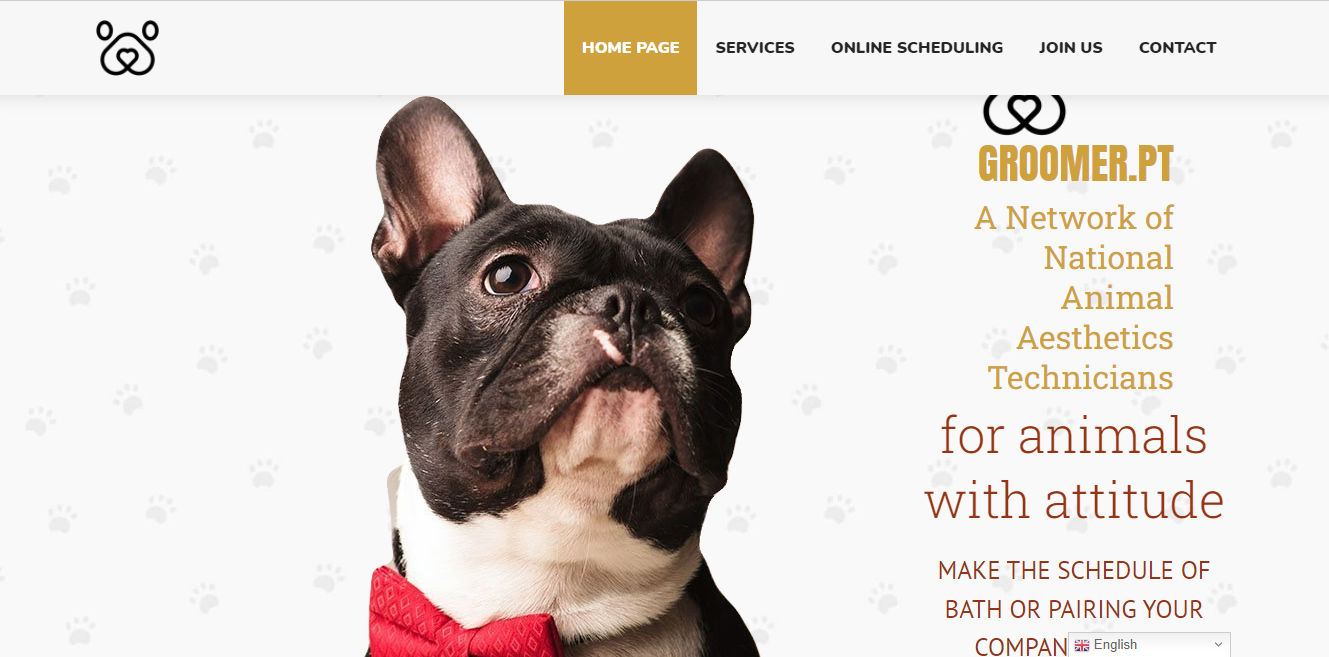 HOME PAGE
SERVICES
ONLINE SCHEDULING
JOIN US
CONTACT
GROOMER.PT
A Network of
National
Animal
Aesthetics
Technicians
for animals
with attitude
MAKE THE SCHEDULE OF
BATH OR PAIRING YOUR
COMPAN
English